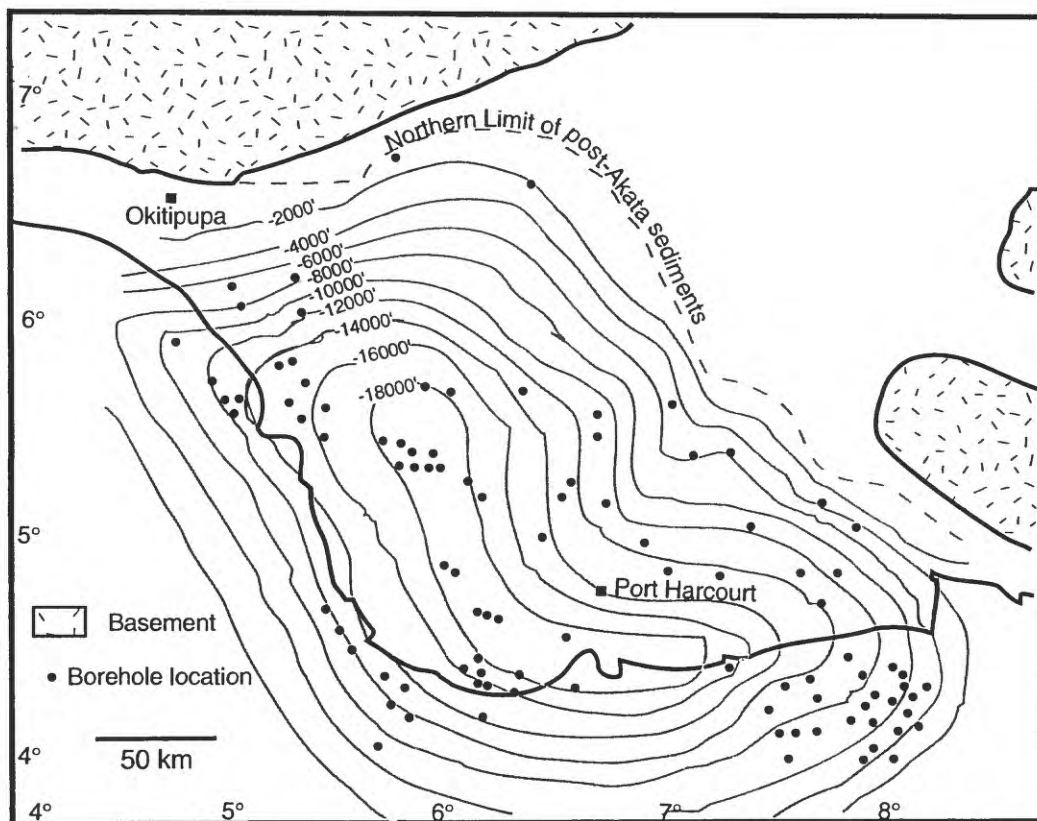 7°
Northern Limit of post-Akata sediments
Okitipupa
-2000'
-4000'
-6000'
-8000'
-10000'
-12000'
-14000'
-16000'
-18000'
6°
5°
Port Harcourt
Basement
Borehole location
50 km
4°
4° 5° 6° 7° 8°